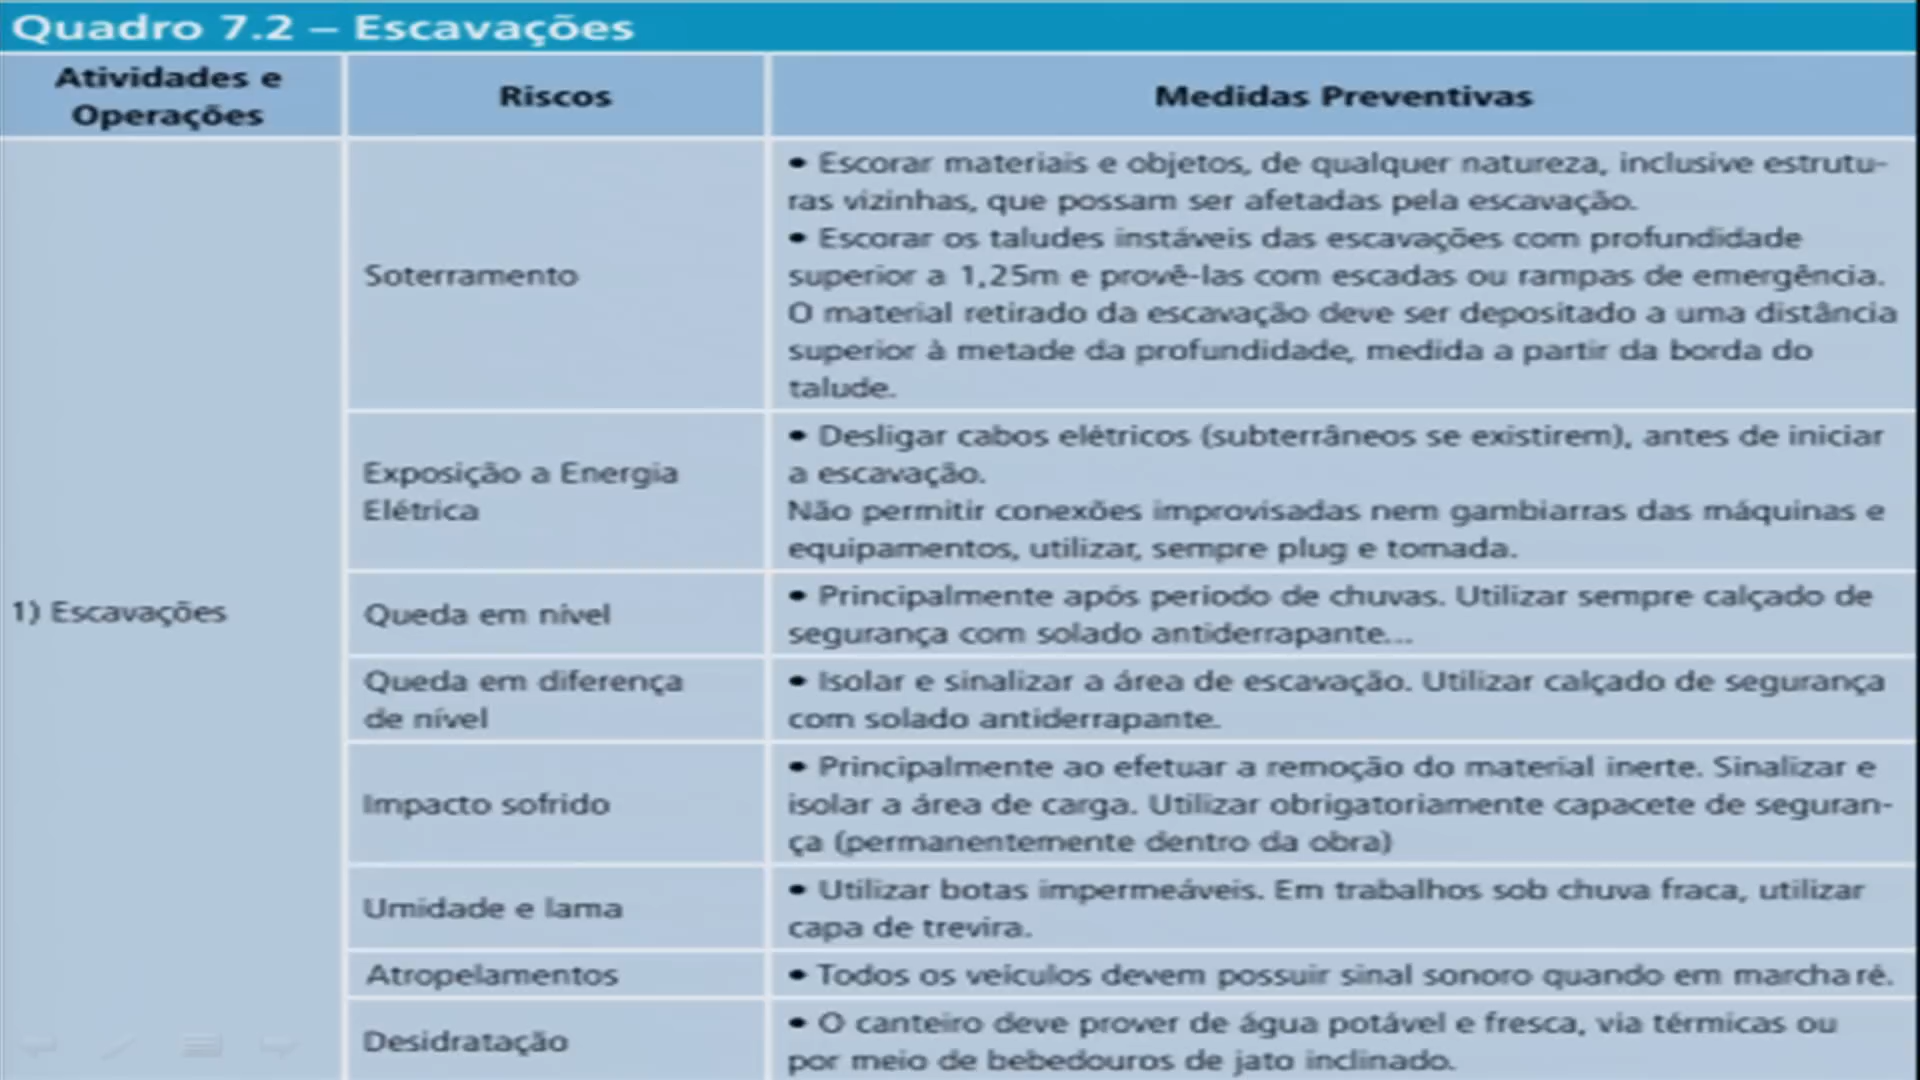 Quadro 7.2 – Escavações
Atividades e
Operações
Riscos
Medidas Preventivas
1) Escavações
Soterramento
• Escorar materiais e objetos, de qualquer natureza, inclusive estrutu-
ras vizinhas, que possam ser afetadas pela escavação.
• Escorar os taludes instáveis das escavações com profundidade
superior a 1,25m e provê-las com escadas ou rampas de emergência.
O material retirado da escavação deve ser depositado a uma distância
superior à metade da profundidade, medida a partir da borda do
talude.
Exposição a Energia
Elétrica
• Desligar cabos elétricos (subterrâneos se existirem), antes de iniciar
a escavação.
Não permitir conexões improvisadas nem gambiarras das máquinas e
equipamentos, utilizar, sempre plug e tomada.
Queda em nível
• Principalmente após período de chuvas. Utilizar sempre calçado de
segurança com solado antiderrapante...
Queda em diferença
de nível
• Isolar e sinalizar a área de escavação. Utilizar calçado de segurança
com solado antiderrapante.
Impacto sofrido
• Principalmente ao efetuar a remoção do material inerte. Sinalizar e
isolar a área de carga. Utilizar obrigatoriamente capacete de seguran-
ça (permanentemente dentro da obra)
Umidade e lama
• Utilizar botas impermeáveis. Em trabalhos sob chuva fraca, utilizar
capa de trevira.
Atropelamentos
• Todos os veículos devem possuir sinal sonoro quando em marcha ré.
Desidratação
• O canteiro deve prover de água potável e fresca, via térmicas ou
por meio de bebedouros de jato inclinado.